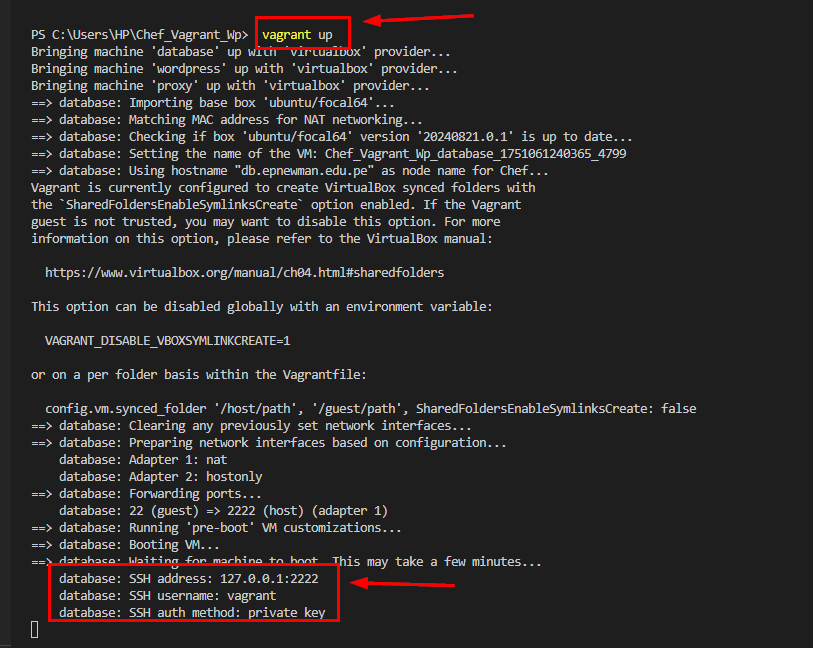 PS C:\Users\HP\Chef_Vagrant_Wp> vagrant up
Bringing machine 'database' up with 'virtualbox' provider...
Bringing machine 'wordpress' up with 'virtualbox' provider...
Bringing machine 'proxy' up with 'virtualbox' provider...
==> database: Importing base box 'ubuntu/focal64'...
==> database: Matching MAC address for NAT networking...
==> database: Checking if box 'ubuntu/focal64' version '20240821.0.1' is up to date...
==> database: Setting the name of the VM: Chef_Vagrant_Wp_database_1751061240365_4799
==> database: Using hostname "db.epnewman.edu.pe" as node name for Chef...
Vagrant is currently configured to create VirtualBox synced folders with
the `SharedFoldersEnableSymlinksCreate` option enabled. If the Vagrant
guest is not trusted, you may want to disable this option. For more
information on this option, please refer to the VirtualBox manual:
https://www.virtualbox.org/manual/ch04.html#sharedfolders
This option can be disabled globally with an environment variable:
VAGRANT_DISABLE_VBOXSYMLINKCREATE=1
or on a per folder basis within the Vagrantfile:
config.vm.synced_folder '/host/path', '/guest/path', SharedFoldersEnableSymlinksCreate: false
==> database: Clearing any previously set network interfaces...
==> database: Preparing network interfaces based on configuration...
database: Adapter 1: nat
database: Adapter 2: hostonly
==> database: Forwarding ports...
database: 22 (guest) => 2222 (host) (adapter 1)
==> database: Running 'pre-boot' VM customizations...
==> database: Booting VM...
==> database: Waiting for machine to boot. This may take a few minutes...
database: SSH address: 127.0.0.1:2222
database: SSH username: vagrant
database: SSH auth method: private key